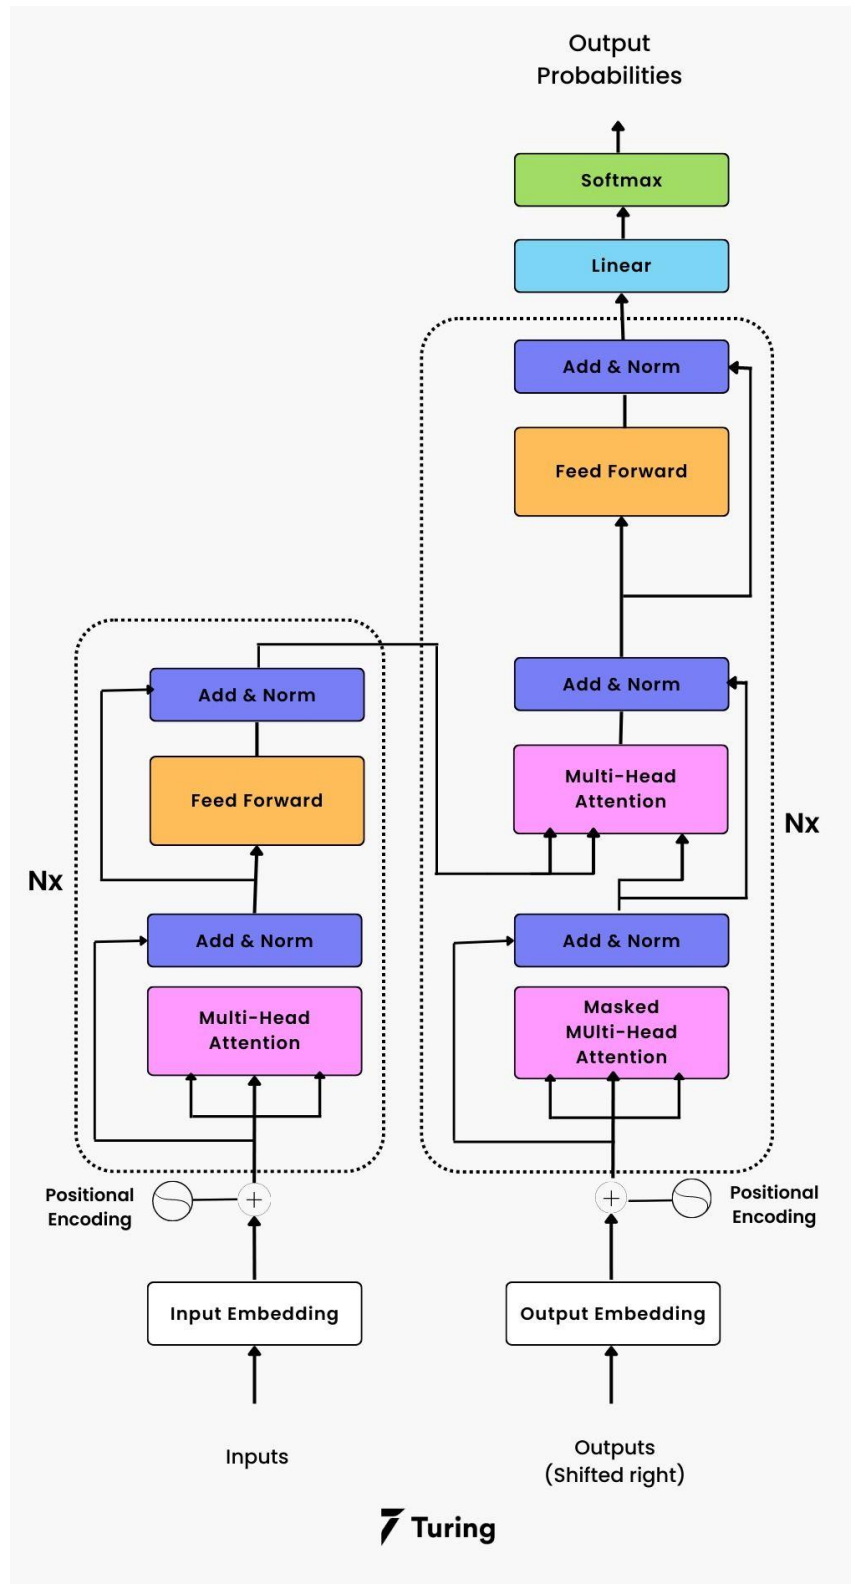 Output
Probabilities
Softmax
Linear
Add & Norm
Feed Forward
Add & Norm
Multi-Head
Attention
Nx
Add & Norm
Masked
MUlti-Head
Attention
Add & Norm
Feed Forward
Nx
Add & Norm
Multi-Head
Attention
Positional
Encoding
+
+
Positional
Encoding
Input Embedding
Output Embedding
Inputs
Outputs
(Shifted right)
Turing